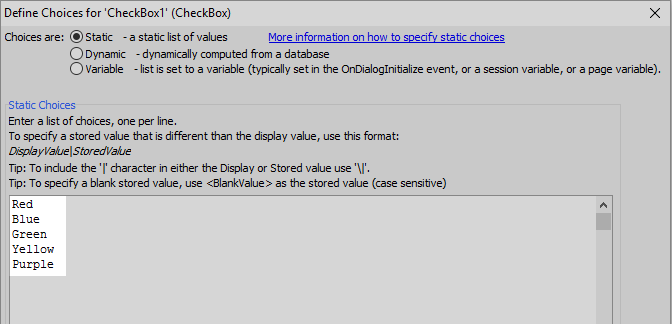 Define Choices for 'CheckBox1' (CheckBox)
Choices are: Static - a static list of values More information on how to specify static choices
Dynamic - dynamically computed from a database
Variable - list is set to a variable (typically set in the OnDialogInitialize event, or a session variable, or a page variable).
Static Choices
Enter a list of choices, one per line.
To specify a stored value that is different than the display value, use this format:
DisplayValue|StoredValue
Tip: To include the '|' character in either the Display or Stored value use '\|'.
Tip: To specify a blank stored value, use <BlankValue> as the stored value (case sensitive)
Red
Blue
Green
Yellow
Purple